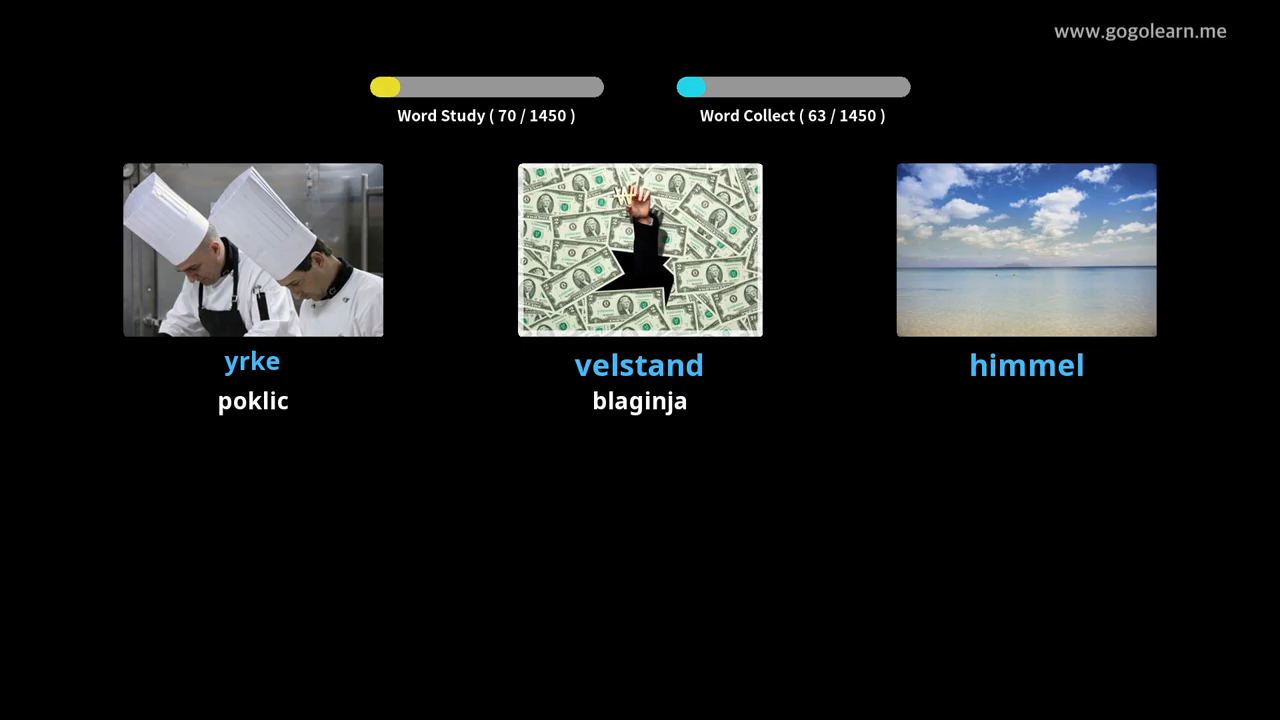 www.gogolearn.me
Word Study ( 70 / 1450 )
Word Collect ( 63 / 1450 )
yrke
velstand
himmel
poklic
blaginja